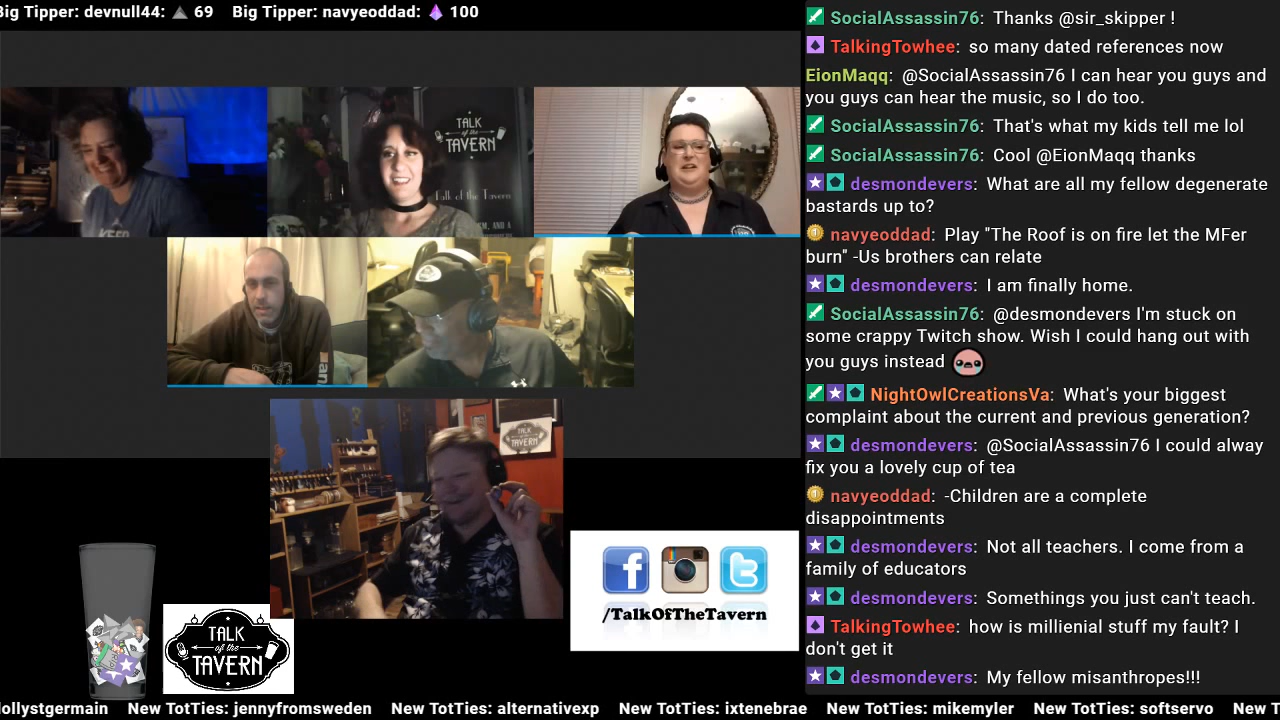 Big Tipper: devnull44: 69 Big Tipper: navyeoddad: 100
TALK
of the
TAVERN
Talk of the Tavern
KEEP
TALK
of the
TAVERN
/TalkOfTheTavern
TALK
of the
TAVERN
SocialAssassin76: Thanks @sir_skipper !
TalkingTowhee: so many dated references now
EionMaqq: @SocialAssassin76 I can hear you guys and
you guys can hear the music, so I do too.
SocialAssassin76: That's what my kids tell me lol
SocialAssassin76: Cool @EionMaqq thanks
desmondevers: What are all my fellow degenerate
bastards up to?
navyeoddad: Play "The Roof is on fire let the MFer
burn" -Us brothers can relate
desmondevers: I am finally home.
SocialAssassin76: @desmondevers I'm stuck on
some crappy Twitch show. Wish I could hang out with
you guys instead
NightOwlCreationsVa: What's your biggest
complaint about the current and previous generation?
desmondevers: @SocialAssassin76 I could alway
fix you a lovely cup of tea
navyeoddad: -Children are a complete
disappointments
desmondevers: Not all teachers. I come from a
family of educators
desmondevers: Somethings you just can't teach.
TalkingTowhee: how is millienial stuff my fault? I
don't get it
desmondevers: My fellow misanthropes!!!
dollystgermain New TotTies: jennyfromsweden New TotTies: alternativexp New TotTies: ixtenebrae New TotTies: mikemyler New TotTies: softservo New T